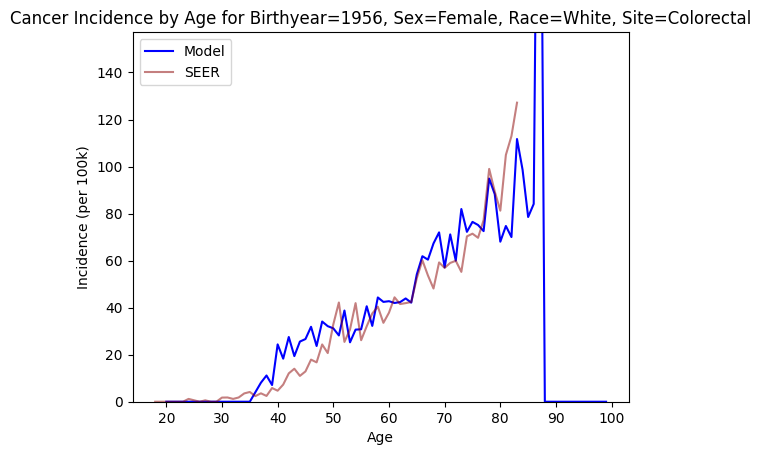 Cancer Incidence by Age for Birthyear=1956, Sex=Female, Race=White, Site=Colorectal
Model
SEER
Incidence (per 100k)
140
120
100
80
60
40
20
0
20 30 40 50 60 70 80 90 100
Age